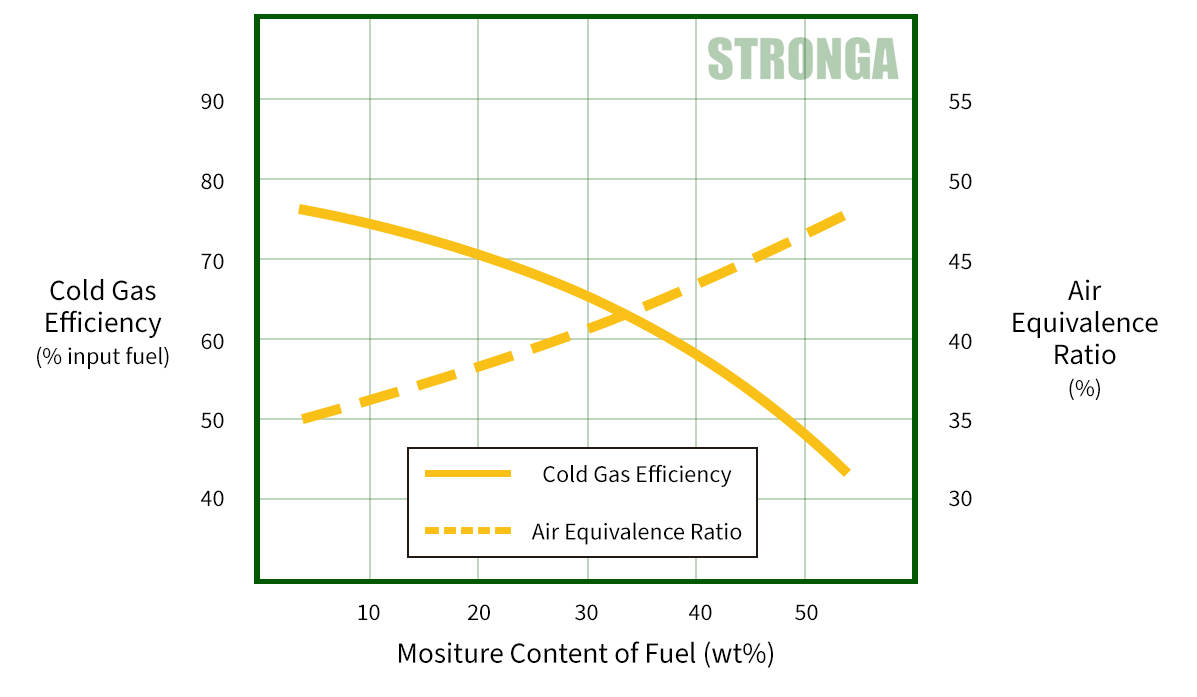 STRONGA
90
80
70
60
50
40
Cold Gas
Efficiency
(% input fuel)
55
50
45
40
35
30
Air
Equivalence
Ratio
(%)
Cold Gas Efficiency
Air Equivalence Ratio
10 20 30 40 50
Mositure Content of Fuel (wt%)